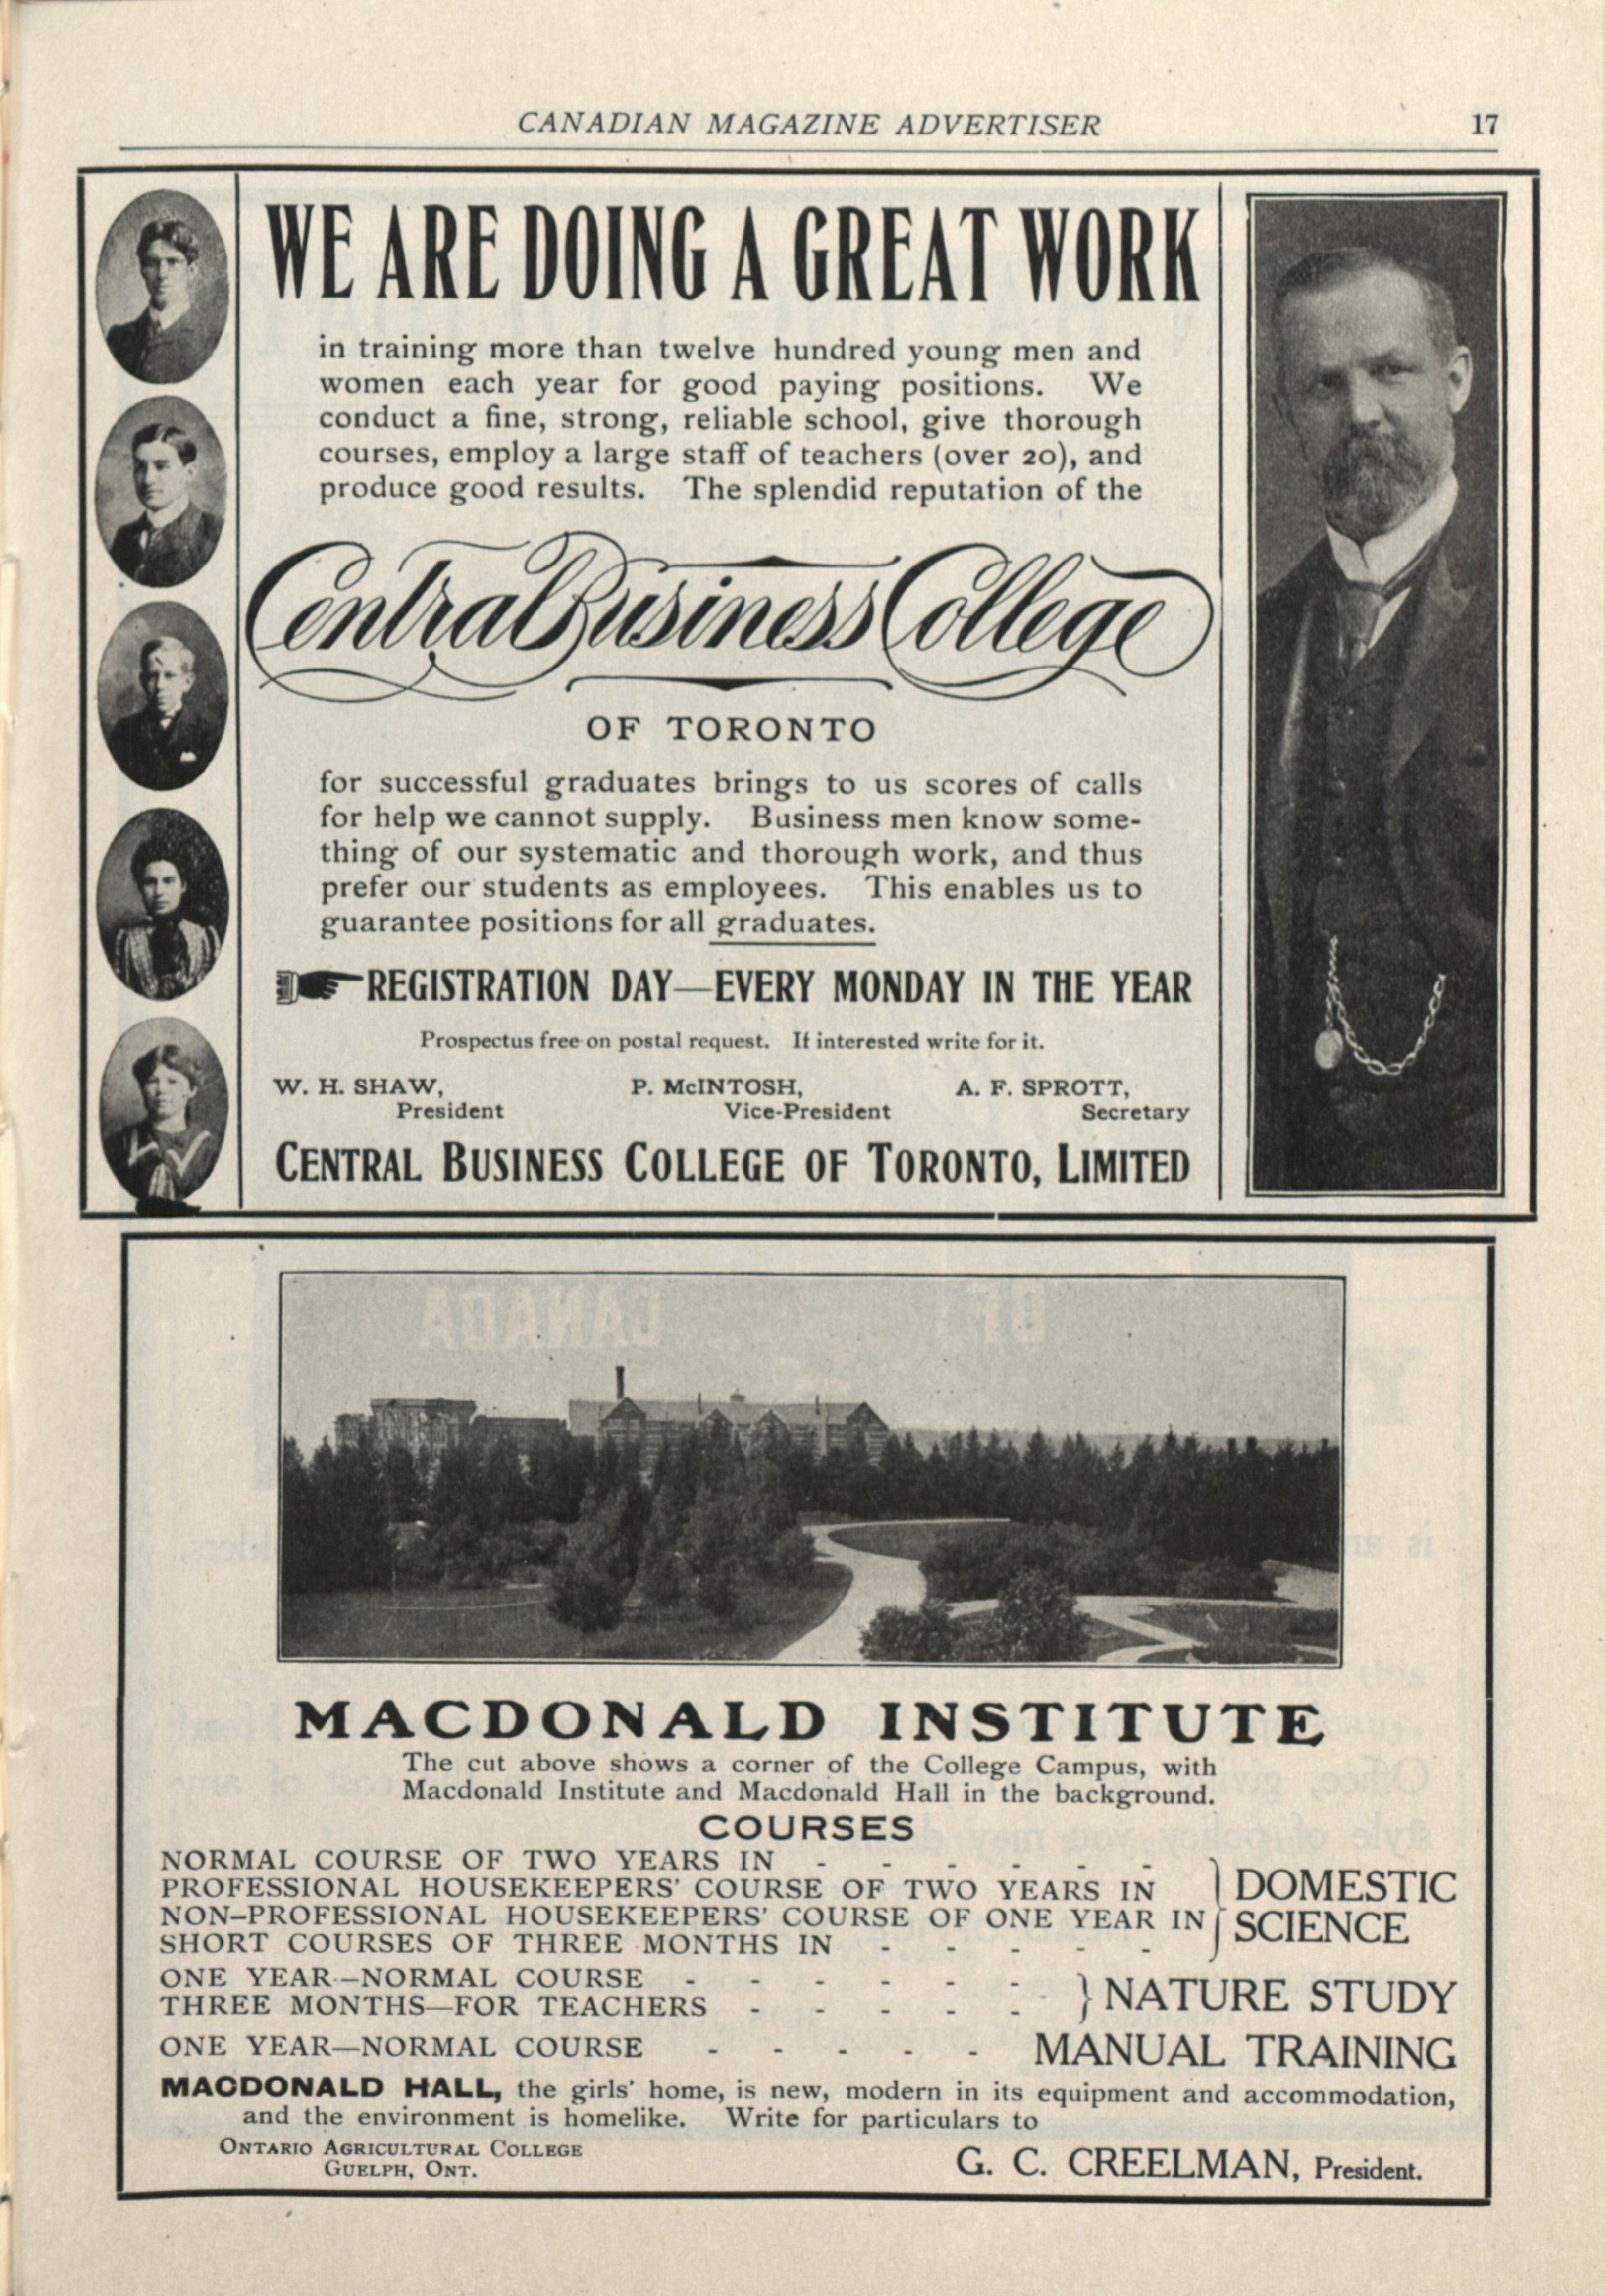 CANADIAN MAGAZINE ADVERTISER 17
WE ARE DOING A GREAT WORK
in training more than twelve hundred young men and
women each year for good paying positions. We
conduct a fine, strong, reliable school, give thorough
courses, employ a large staff of teachers (over 20), and
produce good results. The splendid reputation of the
Central Business College
OF TORONTO
for successful graduates brings to us scores of calls
for help we cannot supply. Business men know some-
thing of our systematic and thorough work, and thus
prefer our students as employees. This enables us to
guarantee positions for all graduates.
REGISTRATION DAY—EVERY MONDAY IN THE YEAR
Prospectus free on postal request. If interested write for it.
W. H. SHAW, P. McINTOSH, A. F. SPROTT,
President Vice-President Secretary
CENTRAL BUSINESS COLLEGE OF TORONTO, LIMITED
MACDONALD INSTITUTE
The cut above shows a corner of the College Campus, with
Macdonald Institute and Macdonald Hall in the background.
COURSES
NORMAL COURSE OF TWO YEARS IN - - - - - -
PROFESSIONAL HOUSEKEEPERS' COURSE OF TWO YEARS IN
NON-PROFESSIONAL HOUSEKEEPERS' COURSE OF ONE YEAR IN
SHORT COURSES OF THREE MONTHS IN - - - - -
DOMESTIC
SCIENCE
ONE YEAR—NORMAL COURSE - - - - - -
THREE MONTHS—FOR TEACHERS - - - - -
NATURE STUDY
ONE YEAR—NORMAL COURSE - - - - - MANUAL TRAINING
MACDONALD HALL, the girls' home, is new, modern in its equipment and accommodation,
and the environment is homelike. Write for particulars to
ONTARIO AGRICULTURAL COLLEGE
GUELPH, ONT.
G. C. CREELMAN, President.